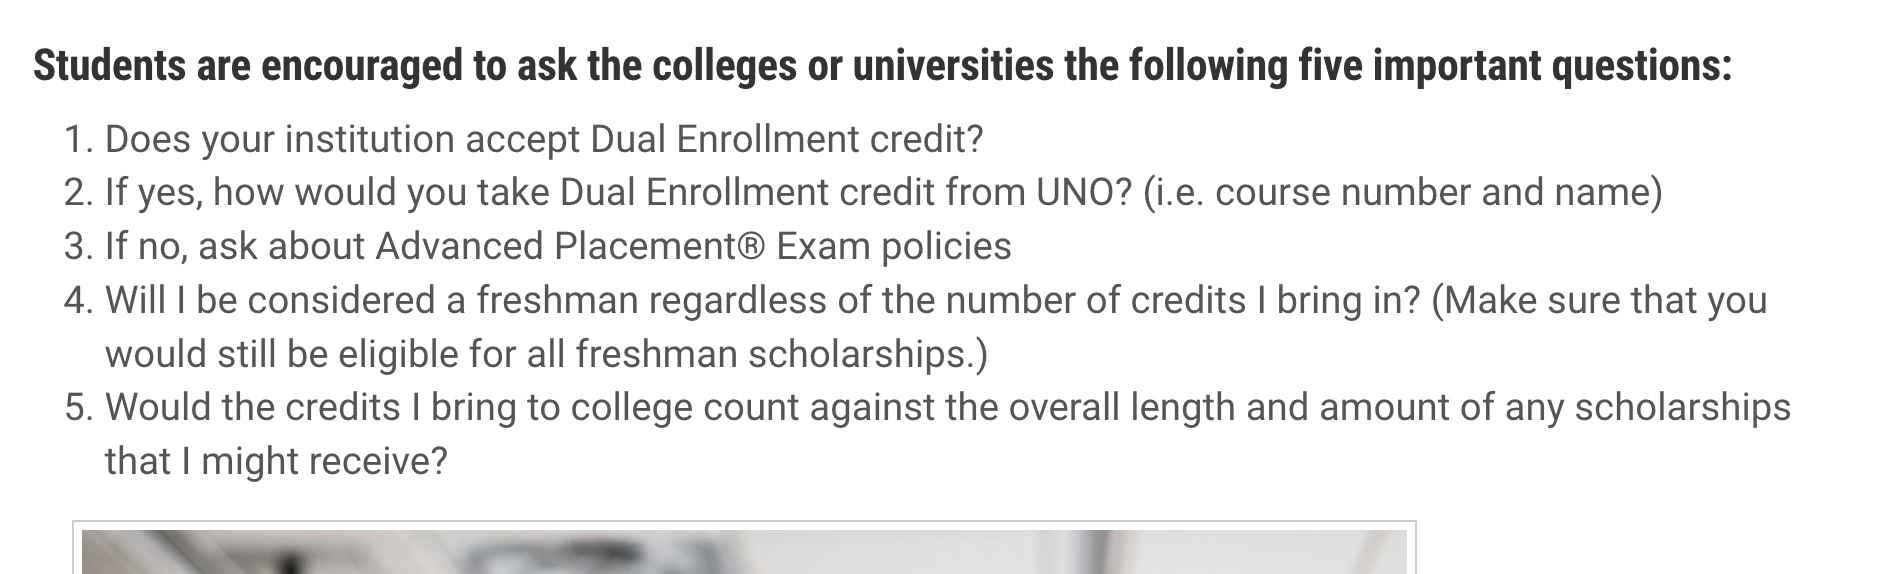 Students are encouraged to ask the colleges or universities the following five important questions:
1. Does your institution accept Dual Enrollment credit?
2. If yes, how would you take Dual Enrollment credit from UNO? (i.e. course number and name)
3. If no, ask about Advanced Placement® Exam policies
4. Will I be considered a freshman regardless of the number of credits I bring in? (Make sure that you
would still be eligible for all freshman scholarships.)
5. Would the credits I bring to college count against the overall length and amount of any scholarships
that I might receive?